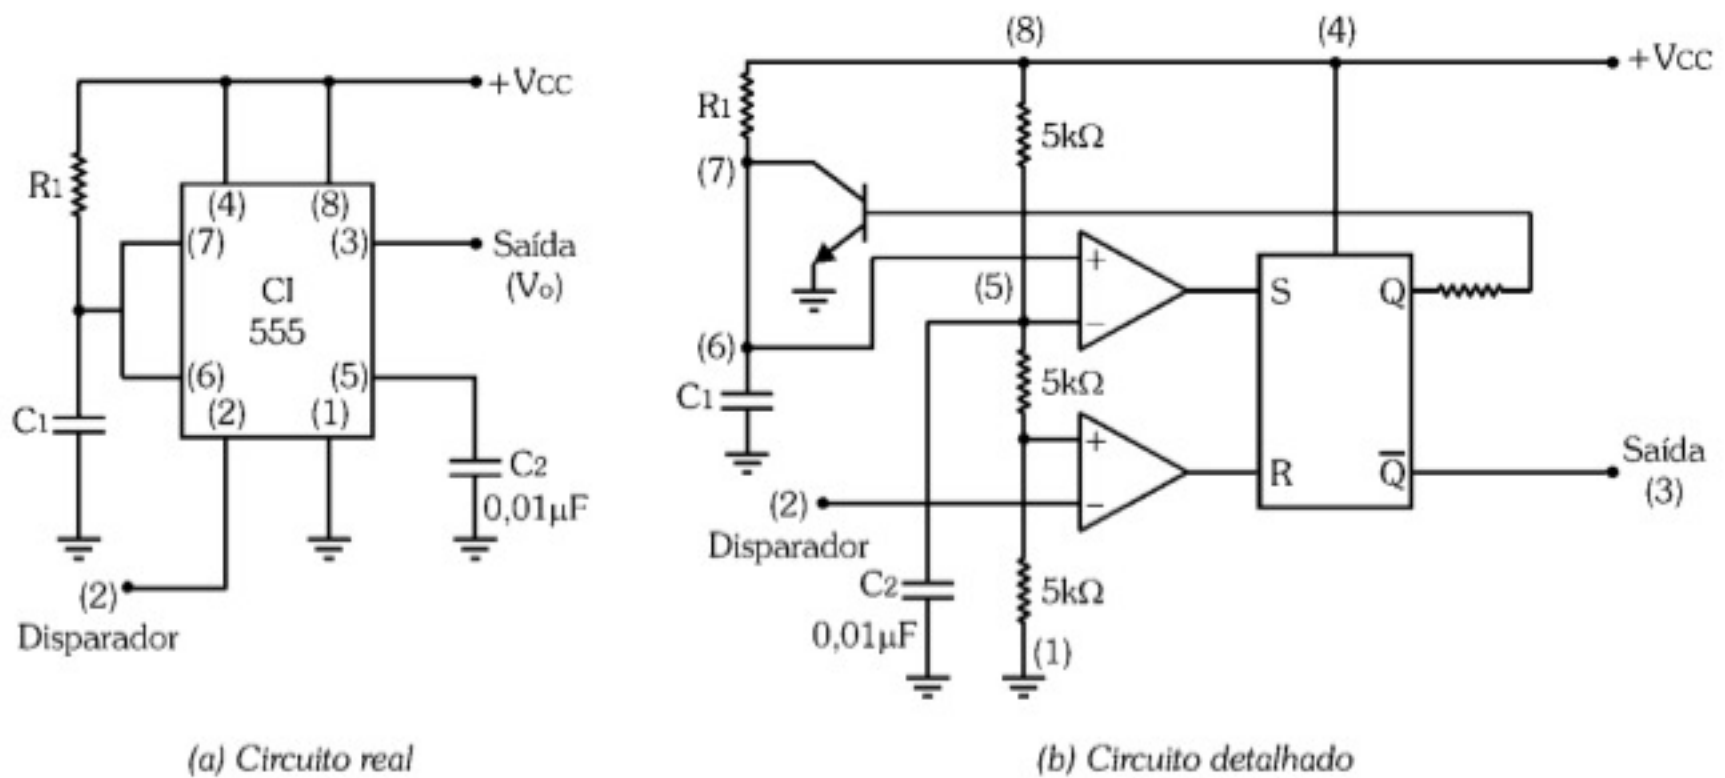 +VCC
R1
(4)
(8)
(7)
(3)
Saída
(Vo)
CI
555
(6)
(5)
(2)
(1)
C1
C2
0,01µF
(2)
Disparador
(a) Circuito real
(8)
(4)
+VCC
R1
5kΩ
(7)
+
S
Q
(5)
−
(6)
5kΩ
C1
+
R
Q̅
Saída
(3)
(2)
−
Disparador
C2
5kΩ
0,01µF
(1)
(b) Circuito detalhado